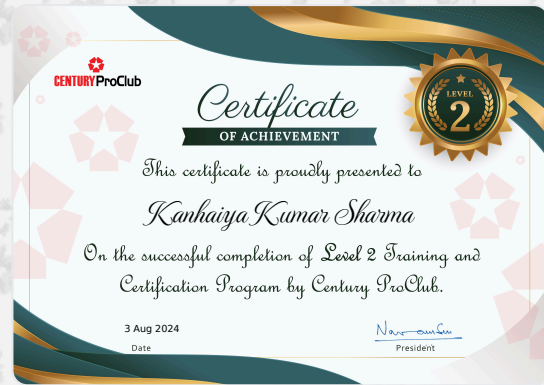 CENTURY ProClub
LEVEL
2
Certificate
OF ACHIEVEMENT
This certificate is proudly presented to
Kanhaiya Kumar Sharma
On the successful completion of Level 2 Training and
Certification Program by Century ProClub.
3 Aug 2024
Date
President